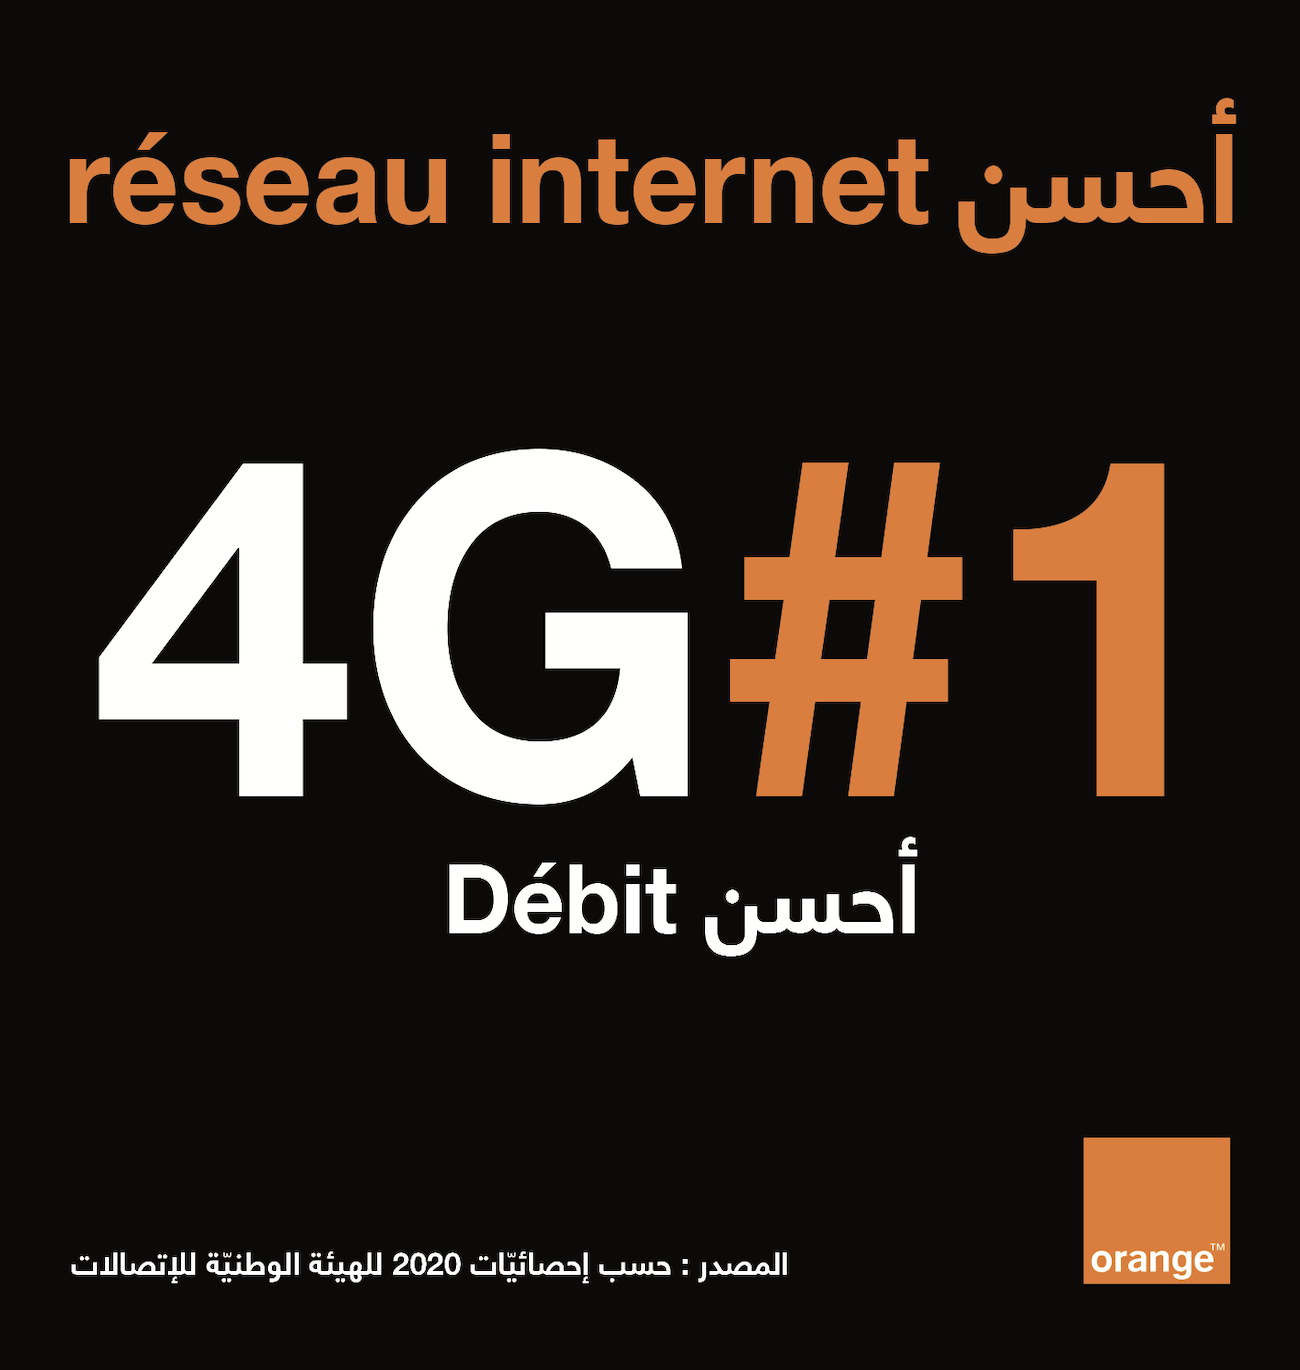 أحسن réseau internet
4G#1
أحسن Débit
المصدر : حسب إحصائيّات 2020 للهيئة الوطنيّة للإتصالات
orange™